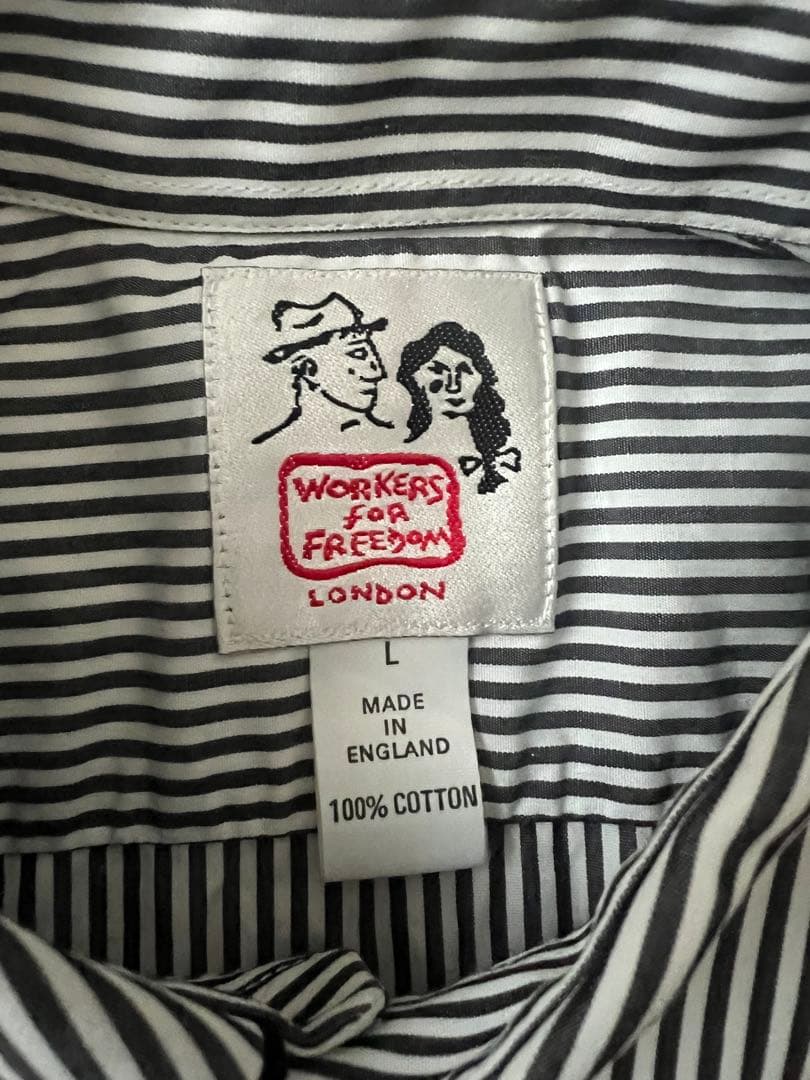 WORKERS
FOR
FREEDOM
LONDON
L
MADE
IN
ENGLAND
100% COTTON